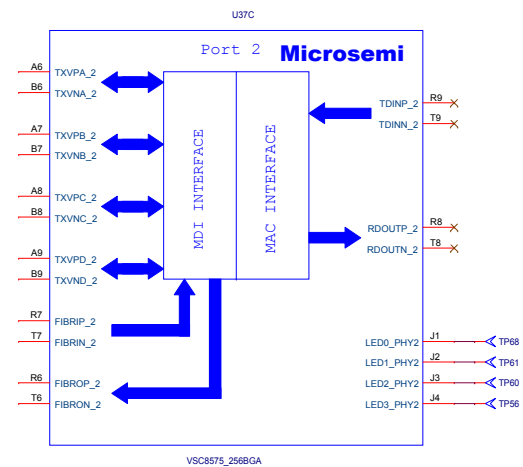 U37C
Port 2 Microsemi
A6 TXVPA_2
B6 TXVNA_2
R9 TDINP_2
T9 TDINN_2
A7 TXVPB_2
B7 TXVNB_2
MDI INTERFACE
MAC INTERFACE
A8 TXVPC_2
B8 TXVNC_2
RDOUTP_2 R8
RDOUTN_2 T8
A9 TXVPD_2
B9 TXVND_2
R7 FIBRIP_2
T7 FIBRIN_2
LED0_PHY2 J1 TP68
LED1_PHY2 J2 TP61
LED2_PHY2 J3 TP60
LED3_PHY2 J4 TP56
R6 FIBROP_2
T6 FIBRON_2
VSC8575_256BGA